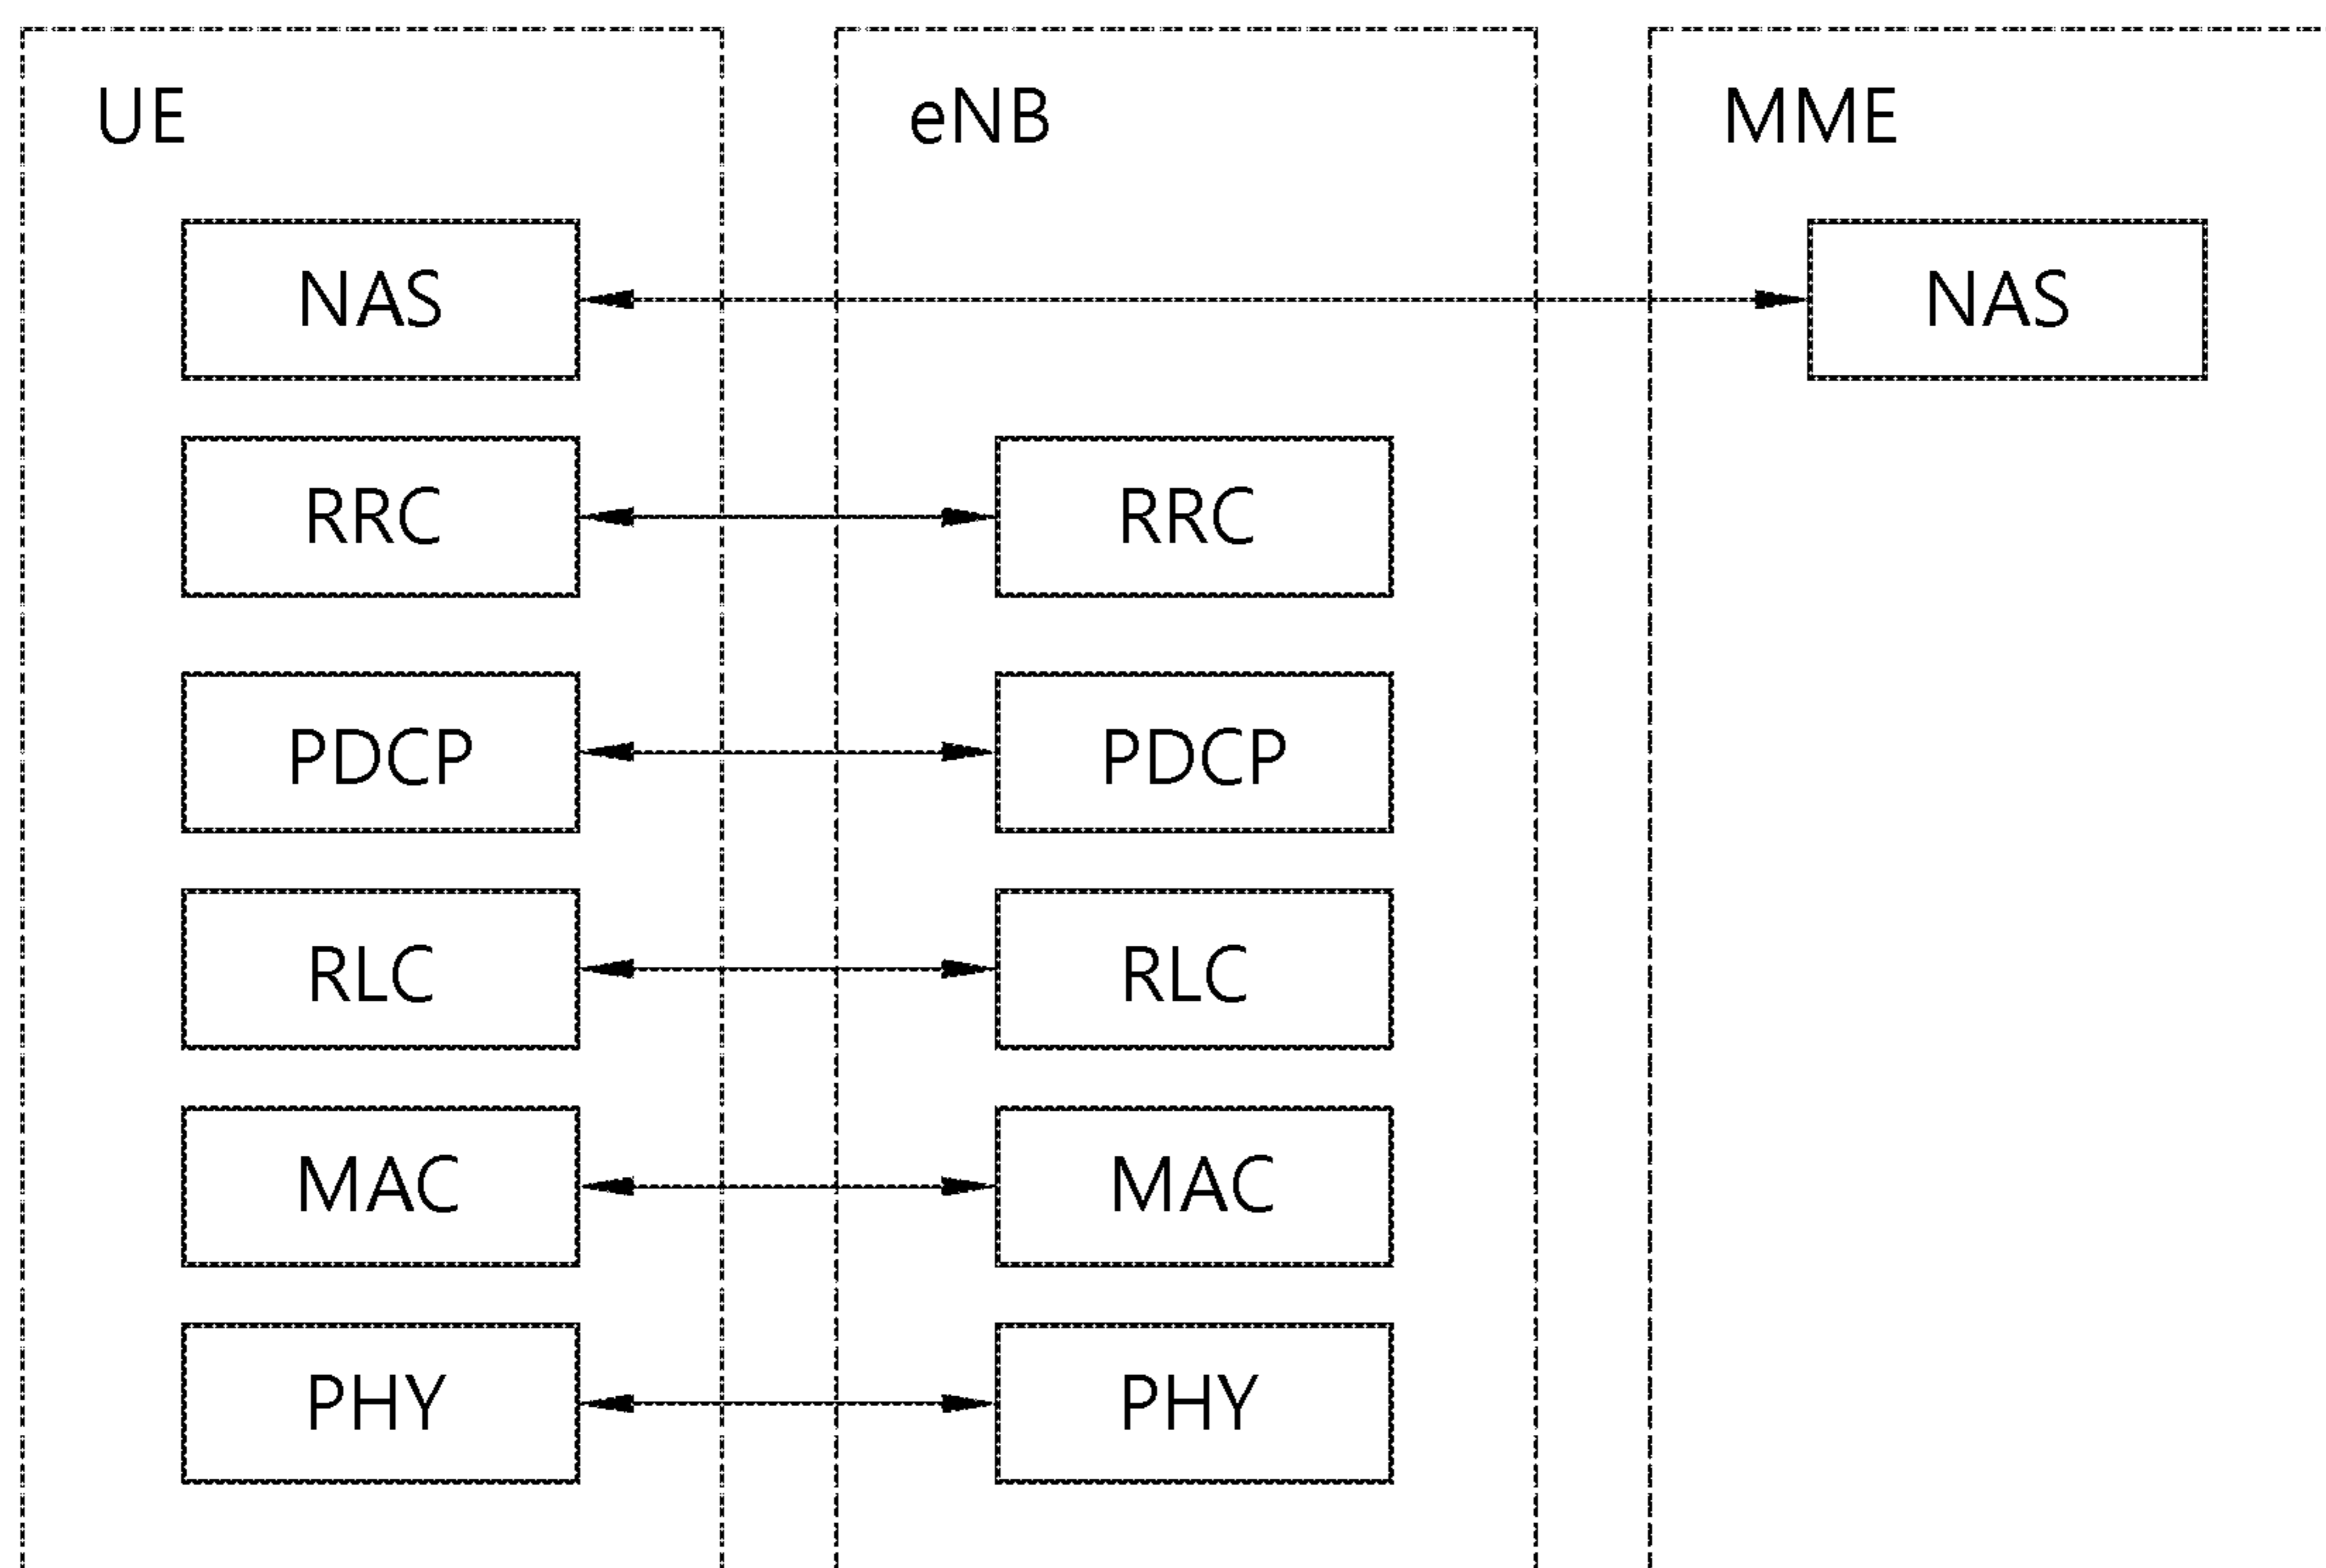 UE
eNB
MME
NAS
NAS
RRC
RRC
PDCP
PDCP
RLC
RLC
MAC
MAC
PHY
PHY